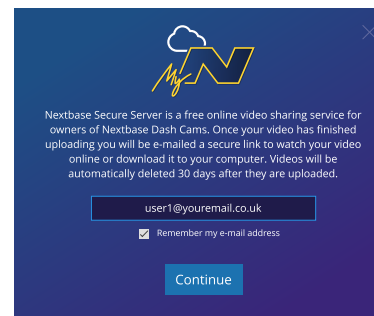 My N
Nextbase Secure Server is a free online video sharing service for
owners of Nextbase Dash Cams. Once your video has finished
uploading you will be e-mailed a secure link to watch your video
online or download it to your computer. Videos will be
automatically deleted 30 days after they are uploaded.
user1@youremail.co.uk
Remember my e-mail address
Continue